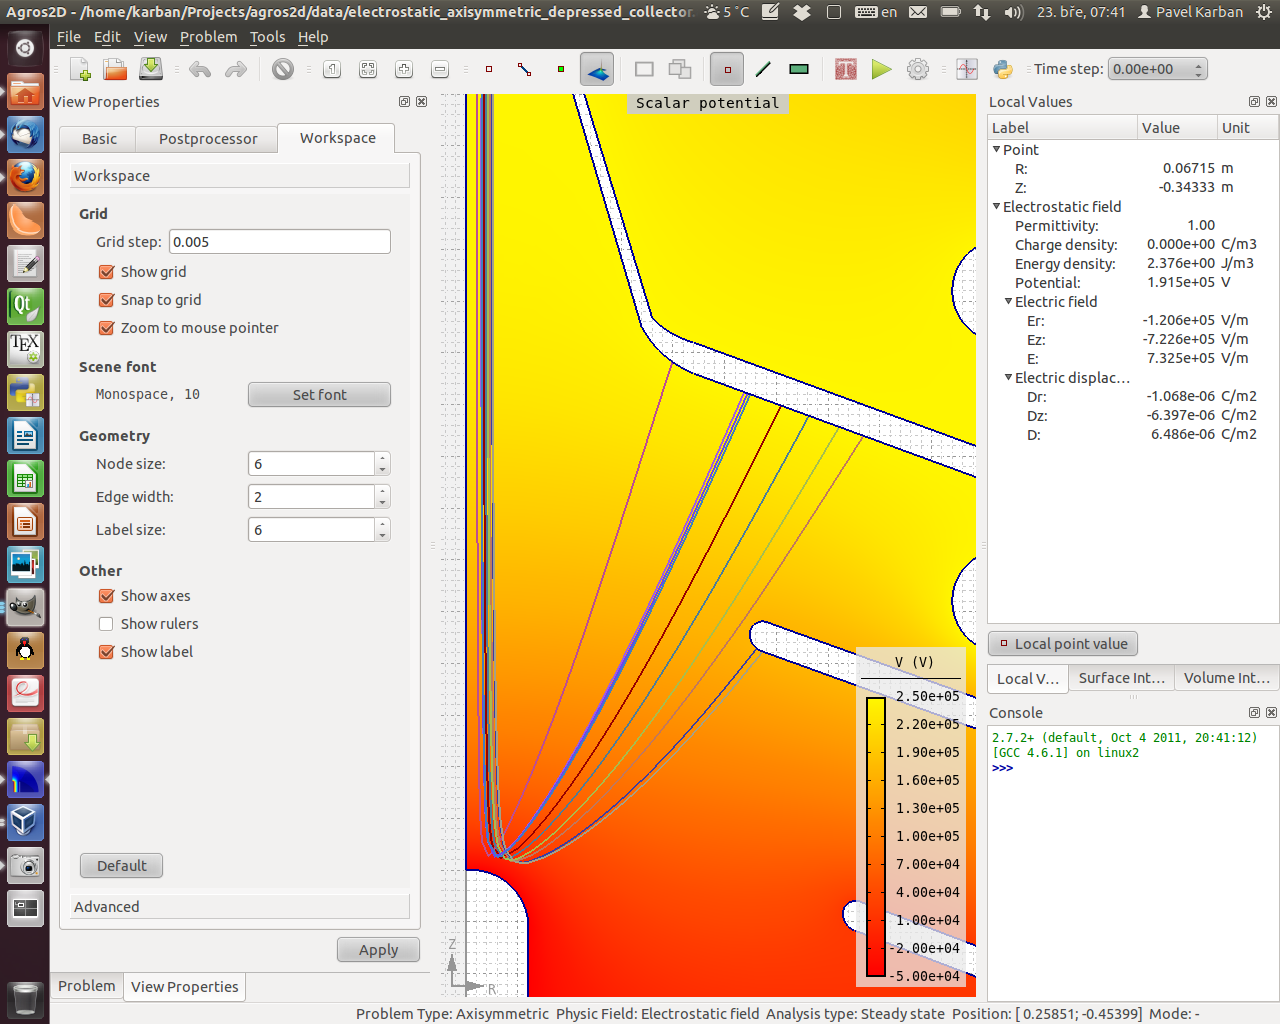 Agros2D - /home/karban/Projects/agros2d/data/electrostatic_axisymmetric_depressed_collector.
5 °C
en
23. bře, 07:41
Pavel Karban
File Edit View Problem Tools Help
Time step: 0.00e+00
View Properties
Basic Postprocessor Workspace
Workspace
Grid
Grid step: 0.005
Show grid
Snap to grid
Zoom to mouse pointer
Scene font
Monospace, 10 Set font
Geometry
Node size: 6
Edge width: 2
Label size: 6
Other
Show axes
Show rulers
Show label
Default
Advanced
Apply
Problem View Properties
Scalar potential
V (V)
2.50e+05
2.20e+05
1.90e+05
1.60e+05
1.30e+05
1.00e+05
7.00e+04
4.00e+04
1.00e+04
-2.00e+04
-5.00e+04
Z
R
Local Values
Label Value Unit
Point
R: 0.06715 m
Z: -0.34333 m
Electrostatic field
Permittivity: 1.00
Charge density: 0.000e+00 C/m3
Energy density: 2.376e+00 J/m3
Potential: 1.915e+05 V
Electric field
Er: -1.206e+05 V/m
Ez: -7.226e+05 V/m
E: 7.325e+05 V/m
Electric displac...
Dr: -1.068e-06 C/m2
Dz: -6.397e-06 C/m2
D: 6.486e-06 C/m2
Local point value
Local V... Surface Int... Volume Int...
Console
2.7.2+ (default, Oct 4 2011, 20:41:12)
[GCC 4.6.1] on linux2
>>>
Problem Type: Axisymmetric Physic Field: Electrostatic field Analysis type: Steady state Position: [ 0.25851; -0.45399] Mode: -